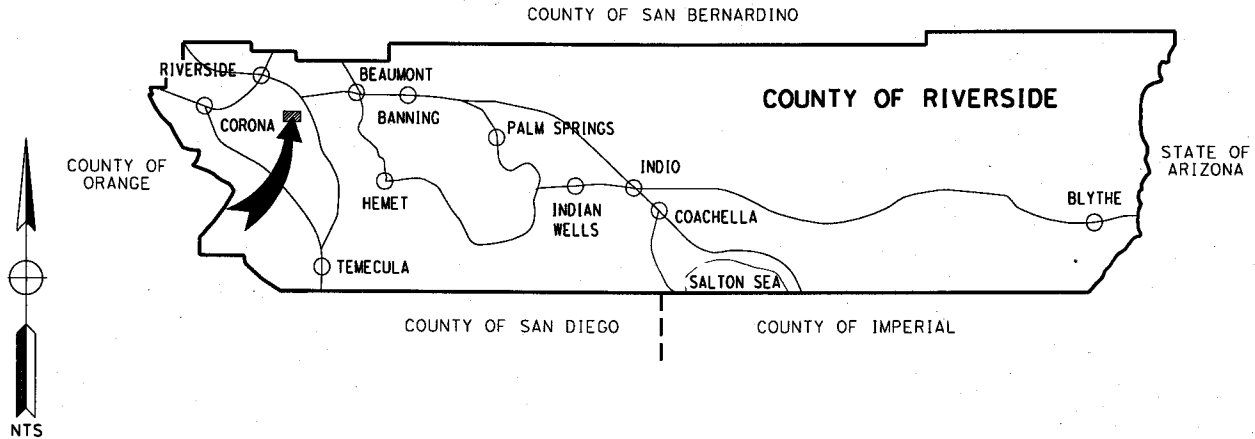 COUNTY OF SAN BERNARDINO
RIVERSIDE
BEAUMONT
COUNTY OF RIVERSIDE
CORONA
BANNING
PALM SPRINGS
COUNTY OF
ORANGE
STATE OF
ARIZONA
INDIO
HEMET
INDIAN
WELLS
COACHELLA
BLYTHE
TEMECULA
SALTON SEA
COUNTY OF SAN DIEGO
COUNTY OF IMPERIAL
NTS